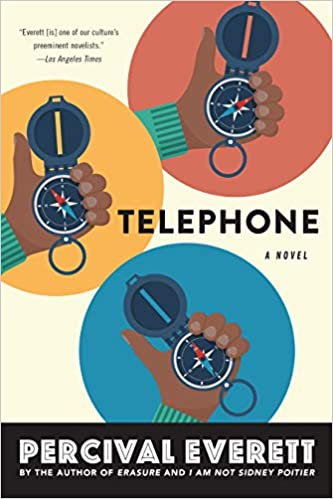 "Everett [is] one of our culture's
preeminent novelists."
—Los Angeles Times
TELEPHONE
A NOVEL
PERCIVAL EVERETT
BY THE AUTHOR OF ERASURE AND I AM NOT SIDNEY POITIER